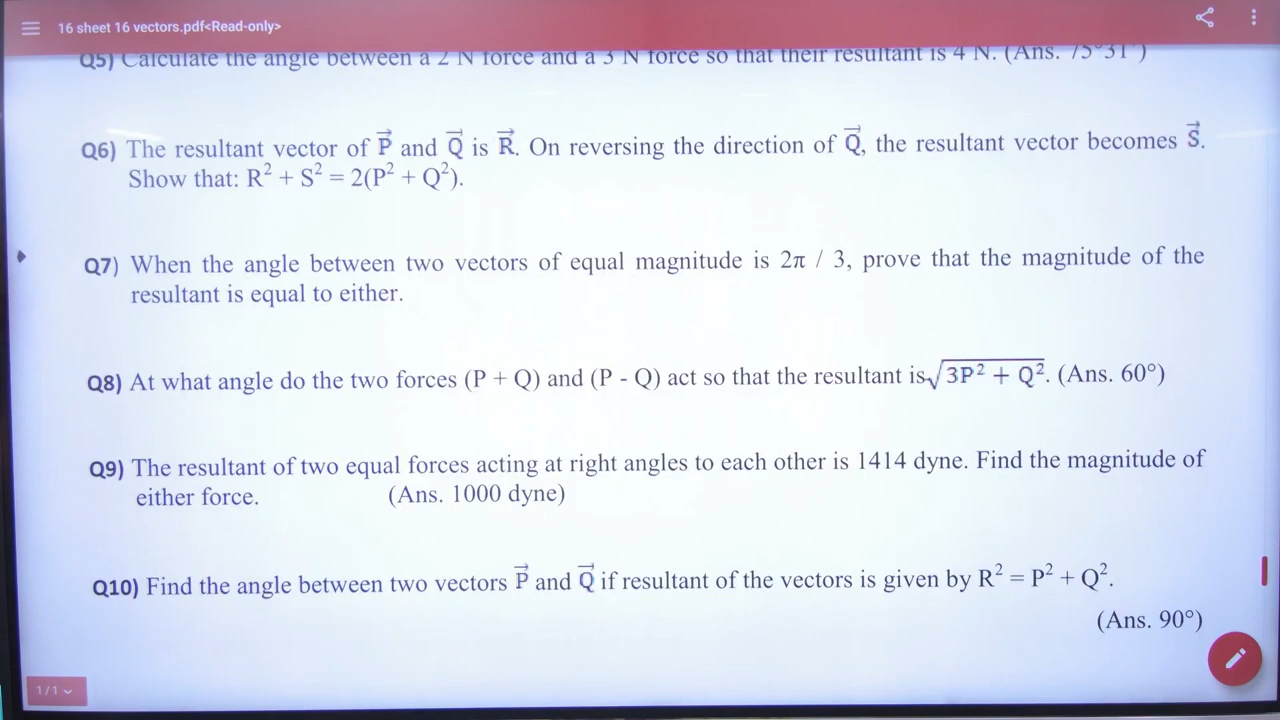 16 sheet 16 vectors.pdf<Read-only>
Q5) Calculate the angle between a 2 N force and a 3 N force so that their resultant is 4 N. (Ans. 75°31')
Q6) The resultant vector of P⃗ and Q⃗ is R⃗. On reversing the direction of Q⃗, the resultant vector becomes S⃗.
Show that: R² + S² = 2(P² + Q²).
Q7) When the angle between two vectors of equal magnitude is 2π / 3, prove that the magnitude of the
resultant is equal to either.
Q8) At what angle do the two forces (P + Q) and (P - Q) act so that the resultant is √3P² + Q². (Ans. 60°)
Q9) The resultant of two equal forces acting at right angles to each other is 1414 dyne. Find the magnitude of
either force. (Ans. 1000 dyne)
Q10) Find the angle between two vectors P⃗ and Q⃗ if resultant of the vectors is given by R² = P² + Q².
(Ans. 90°)
1/1